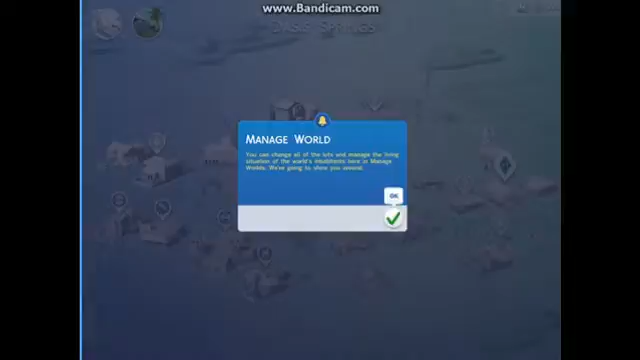 www.Bandicam.com
Oasis Springs
Manage World
You can change all of the lots and manage the living
situation of the world's inhabitants here in Manage
Worlds. We're going to show you around.
OK